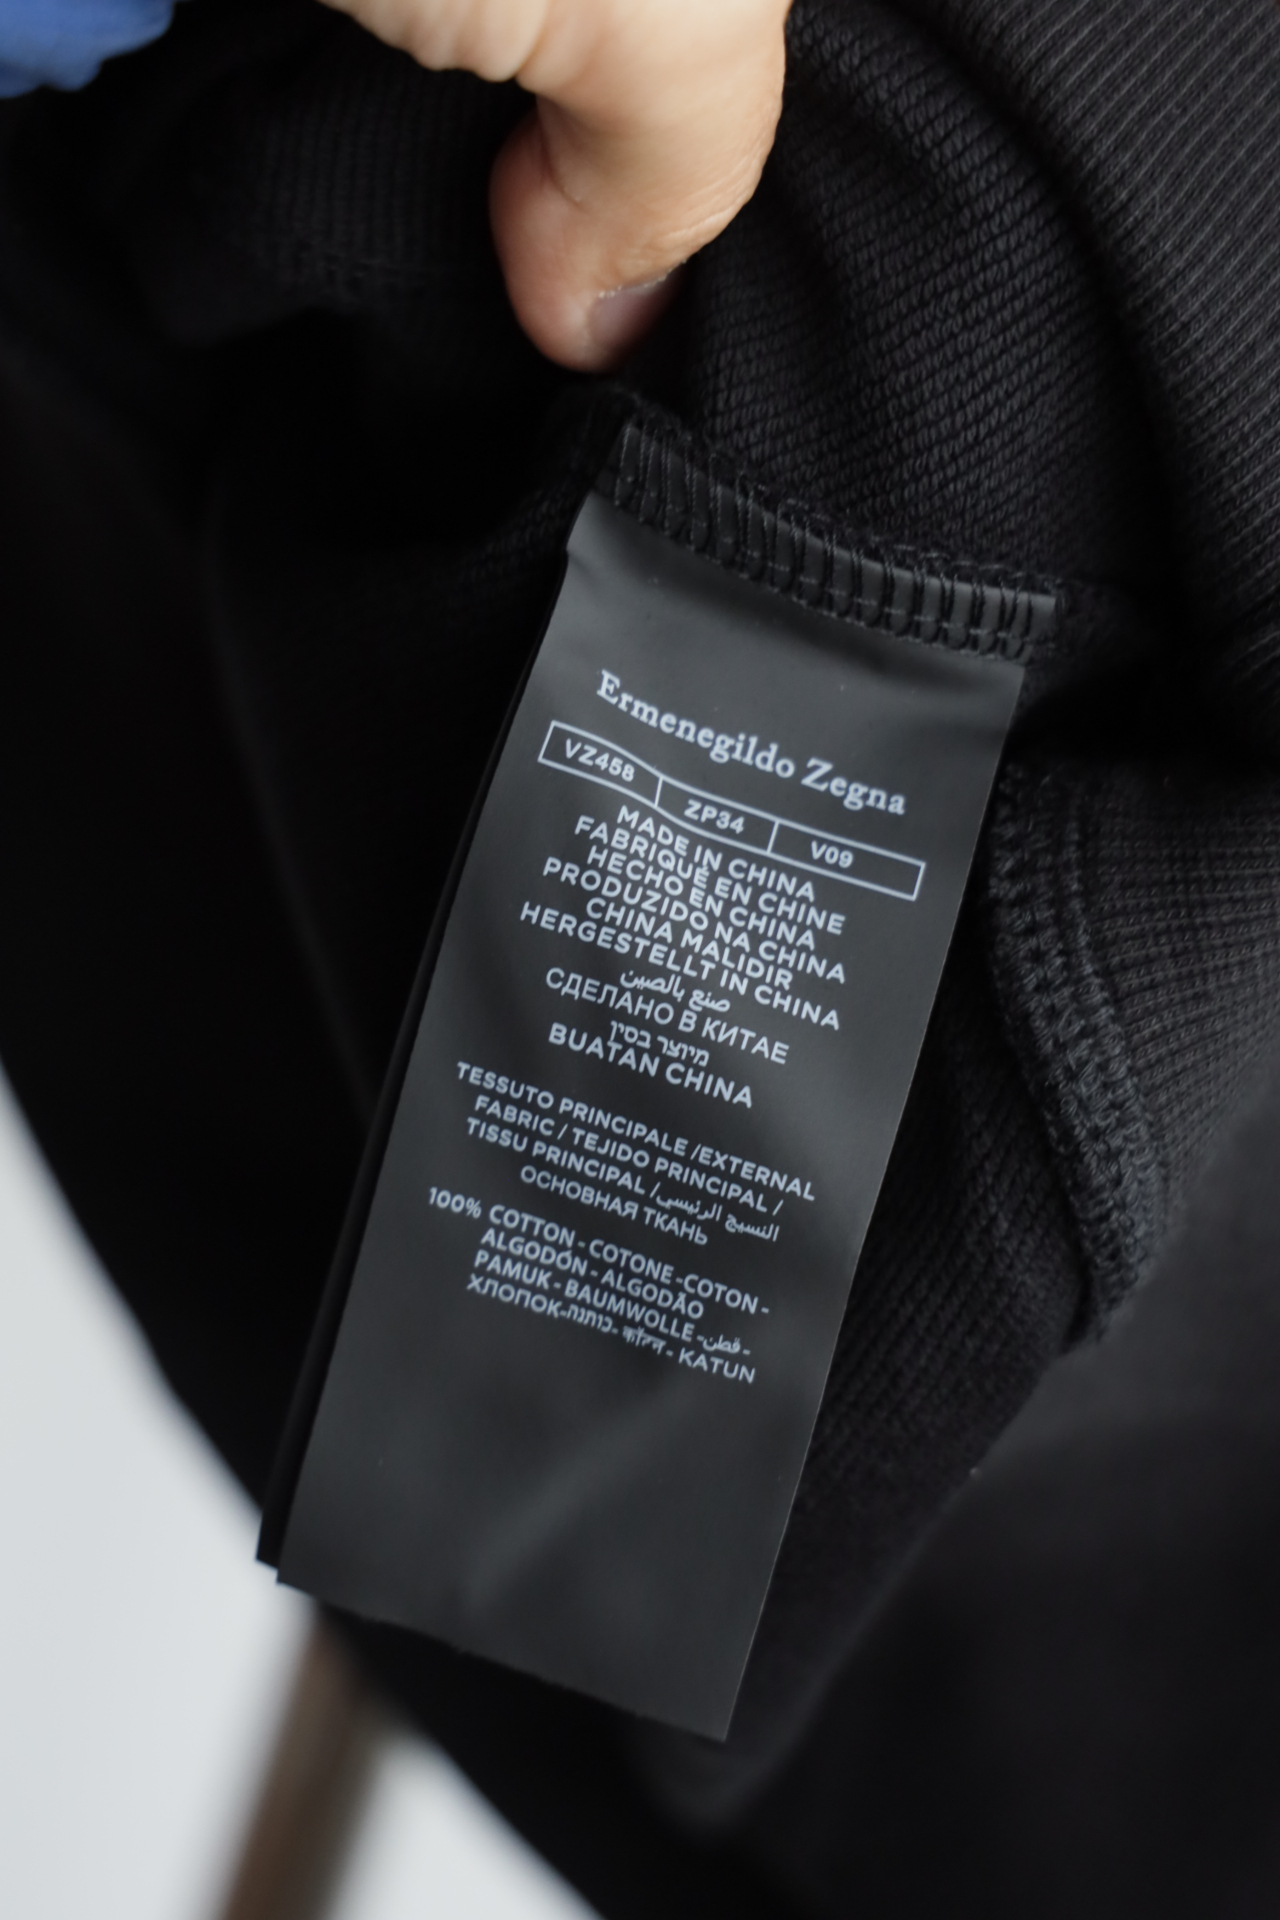 Ermenegildo Zegna
VZ458 ZP34 V09
MADE IN CHINA
FABRIQUÉ EN CHINE
HECHO EN CHINA
PRODUZIDO NA CHINA
CHINA MALIDIR
HERGESTELLT IN CHINA
صنع بالصين
СДЕЛАНО В КИТАЕ
מיוצר בסין
BUATAN CHINA
TESSUTO PRINCIPALE /EXTERNAL
FABRIC / TEJIDO PRINCIPAL /
TISSU PRINCIPAL / النسيج الرئيسي
ОСНОВНАЯ ТКАНЬ
100% COTTON - COTONE -COTON -
ALGODÓN - ALGODÃO
PAMUK - BAUMWOLLE -قطن-
ХЛОПОК-כותנה- - KATUN